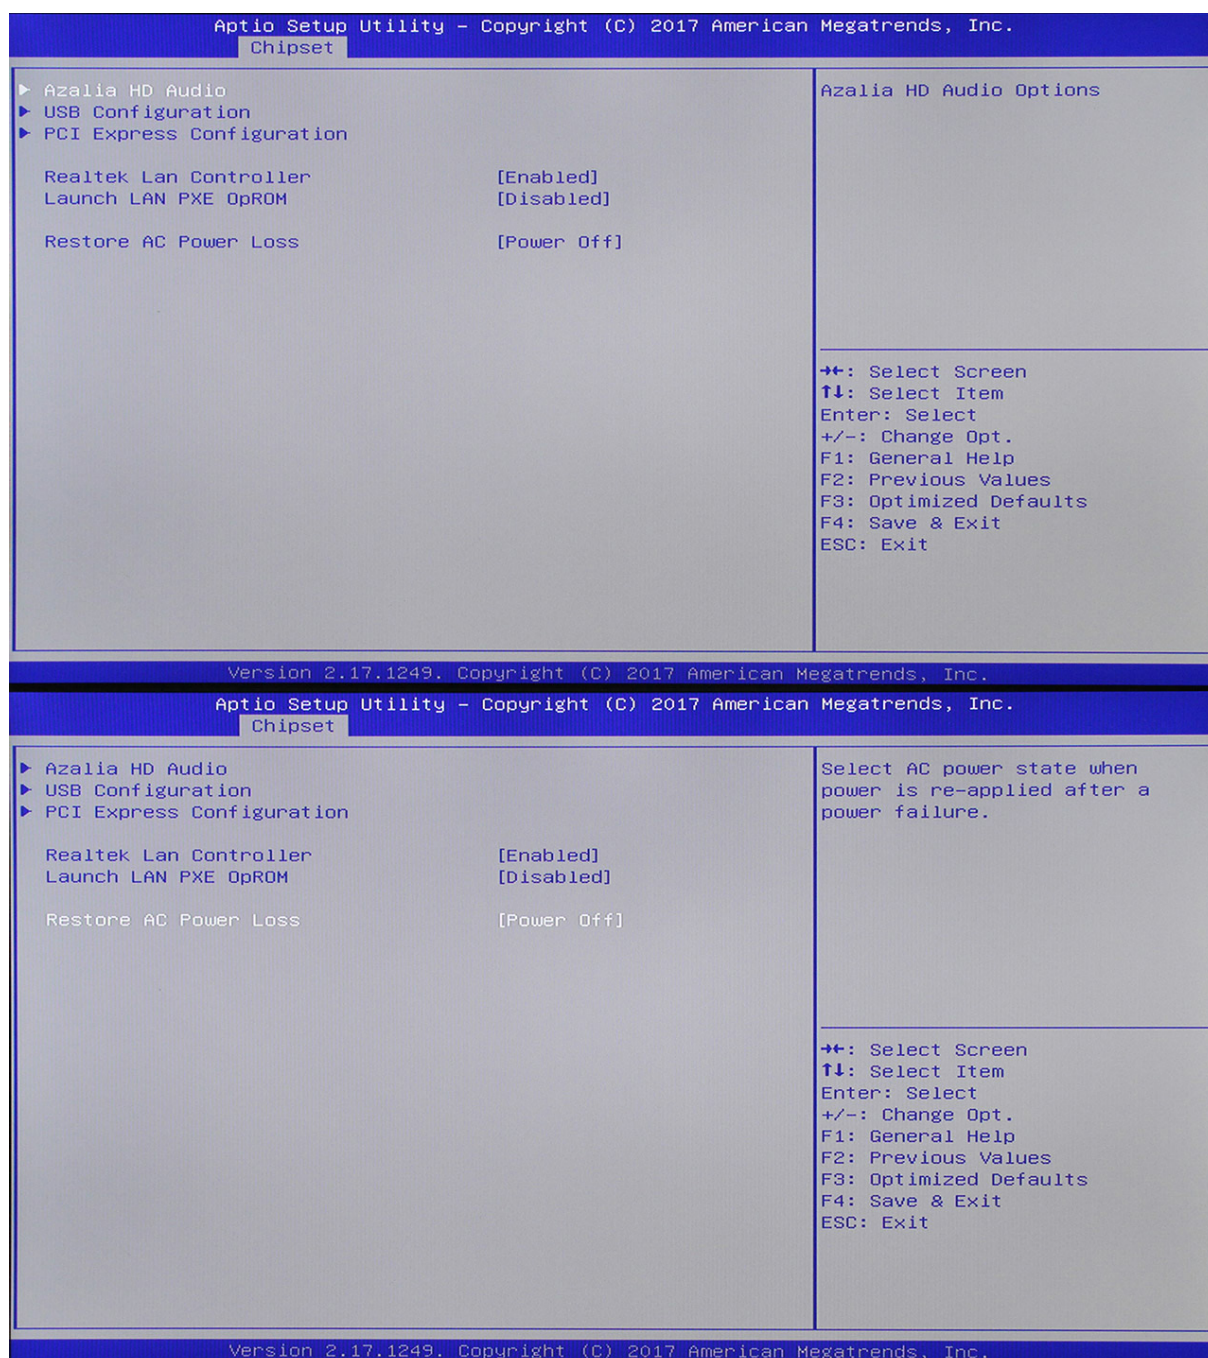 Aptio Setup Utility – Copyright (C) 2017 American Megatrends, Inc.
Chipset
► Azalia HD Audio
► USB Configuration
► PCI Express Configuration
Realtek Lan Controller [Enabled]
Launch LAN PXE OpROM [Disabled]
Restore AC Power Loss [Power Off]
Azalia HD Audio Options
→←: Select Screen
↑↓: Select Item
Enter: Select
+/-: Change Opt.
F1: General Help
F2: Previous Values
F3: Optimized Defaults
F4: Save & Exit
ESC: Exit
Version 2.17.1249. Copyright (C) 2017 American Megatrends, Inc.
Aptio Setup Utility – Copyright (C) 2017 American Megatrends, Inc.
Chipset
► Azalia HD Audio
► USB Configuration
► PCI Express Configuration
Realtek Lan Controller [Enabled]
Launch LAN PXE OpROM [Disabled]
Restore AC Power Loss [Power Off]
Select AC power state when
power is re-applied after a
power failure.
→←: Select Screen
↑↓: Select Item
Enter: Select
+/-: Change Opt.
F1: General Help
F2: Previous Values
F3: Optimized Defaults
F4: Save & Exit
ESC: Exit
Version 2.17.1249. Copyright (C) 2017 American Megatrends, Inc.